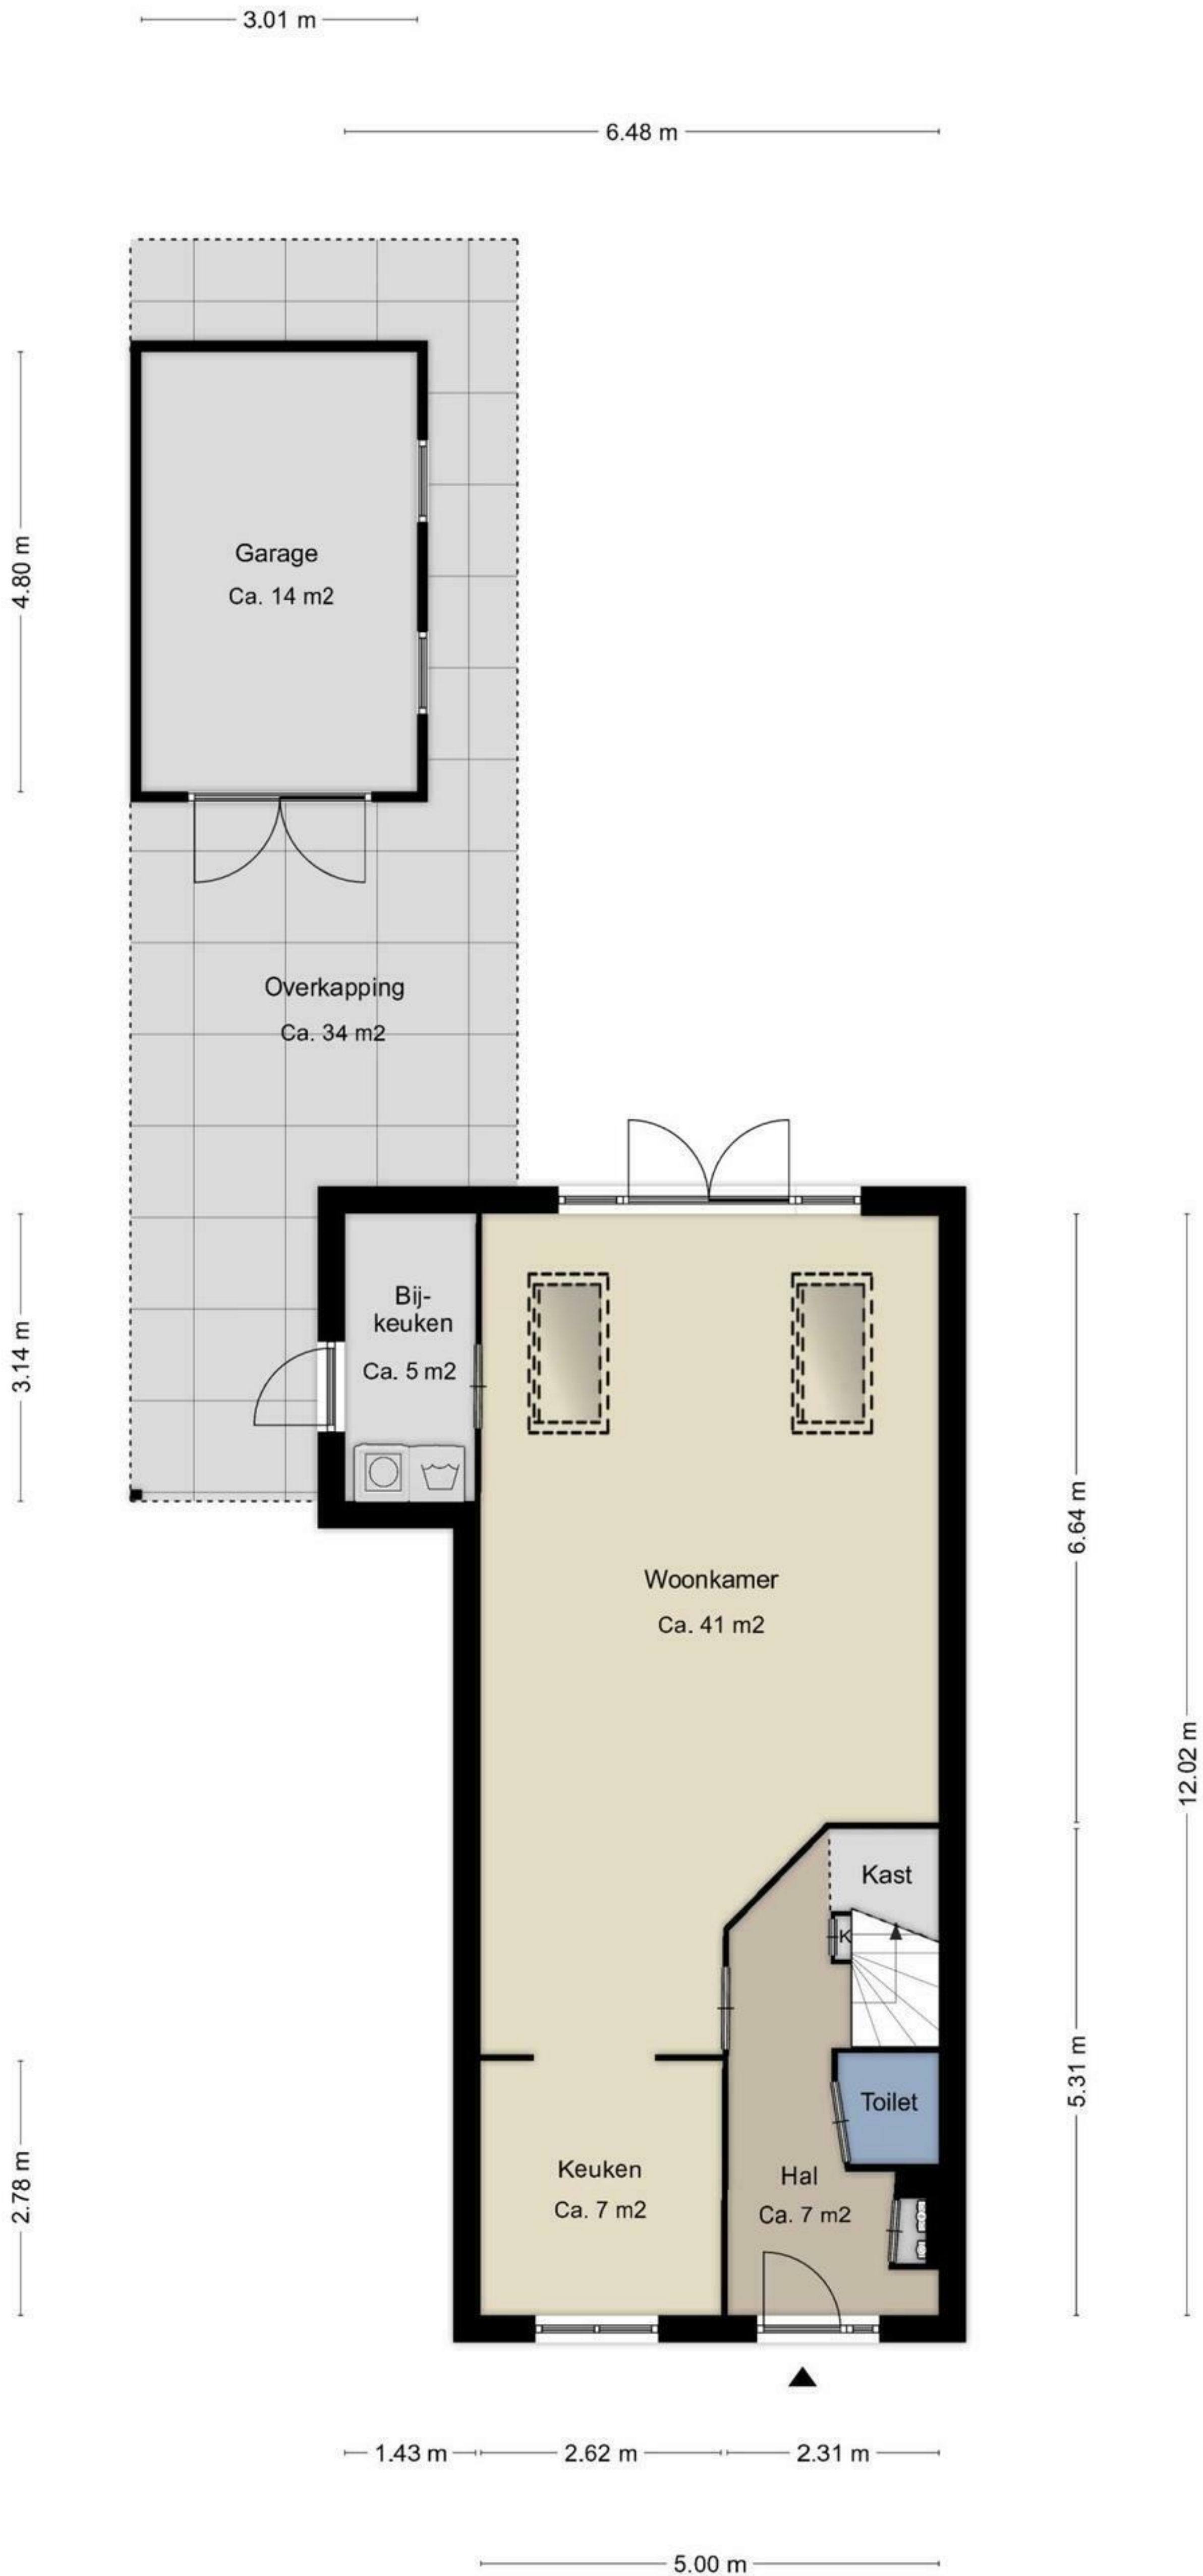 3.01 m
6.48 m
4.80 m
Garage
Ca. 14 m2
Overkapping
Ca. 34 m2
3.14 m
Bij-
keuken
Ca. 5 m2
6.64 m
12.02 m
Woonkamer
Ca. 41 m2
Kast
K
5.31 m
Toilet
2.78 m
Keuken
Ca. 7 m2
Hal
Ca. 7 m2
1.43 m
2.62 m
2.31 m
5.00 m